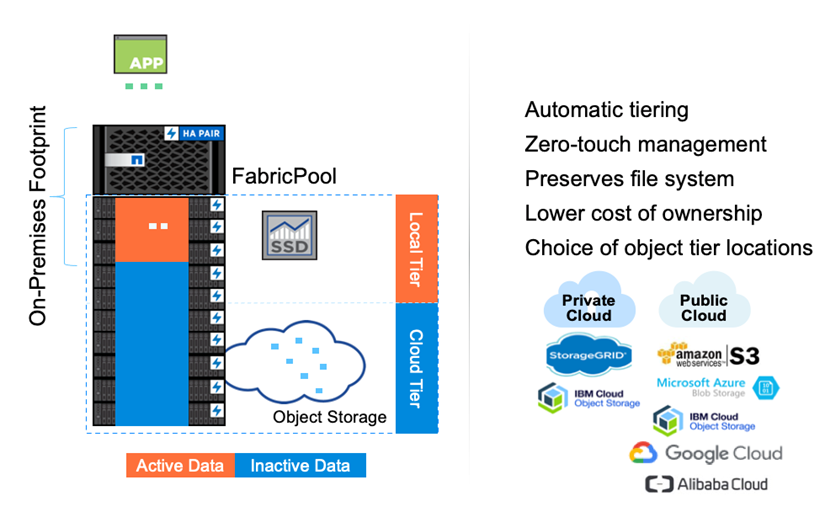 APP
On-Premises Footprint
HA PAIR
FabricPool
SSD
Local Tier
Cloud Tier
Object Storage
Active Data
Inactive Data
Automatic tiering
Zero-touch management
Preserves file system
Lower cost of ownership
Choice of object tier locations
Private
Cloud
Public
Cloud
StorageGRID®
IBM Cloud
Object Storage
amazon
web services™
S3
Microsoft Azure
Blob Storage
IBM Cloud
Object Storage
Google Cloud
Alibaba Cloud